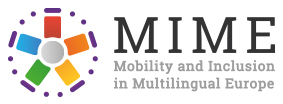 MIME
Mobility and Inclusion
in Multilingual Europe